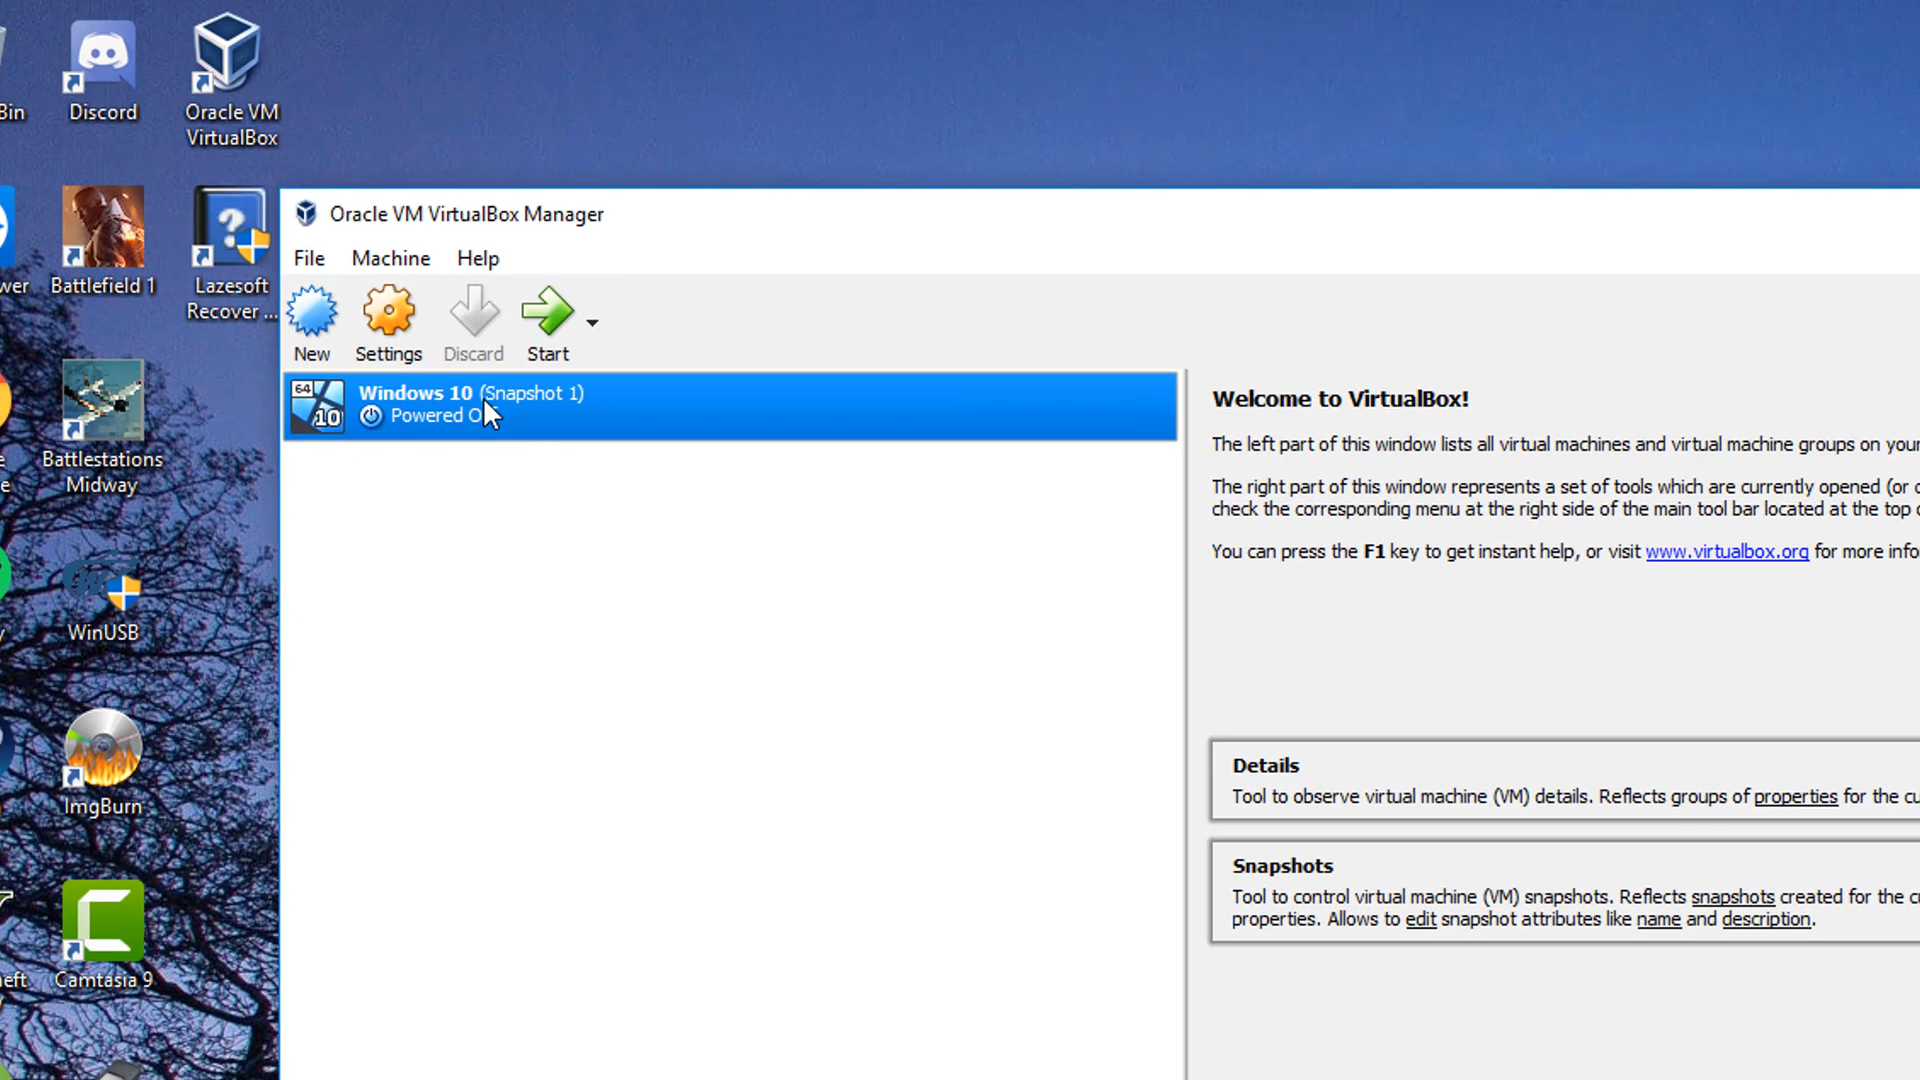 Bin
Discord
Oracle VM
VirtualBox
Battlefield 1
Lazesoft
Recover ...
Battlestations
Midway
WinUSB
ImgBurn
Camtasia 9
Oracle VM VirtualBox Manager
File Machine Help
New Settings Discard Start
64
10
Windows 10 (Snapshot 1)
Powered
Welcome to VirtualBox!
The left part of this window lists all virtual machines and virtual machine groups on your
The right part of this window represents a set of tools which are currently opened (or
check the corresponding menu at the right side of the main tool bar located at the top
You can press the F1 key to get instant help, or visit www.virtualbox.org for more
Details
Tool to observe virtual machine (VM) details. Reflects groups of properties for the
Snapshots
Tool to control virtual machine (VM) snapshots. Reflects snapshots created for the
properties. Allows to edit snapshot attributes like name and description.